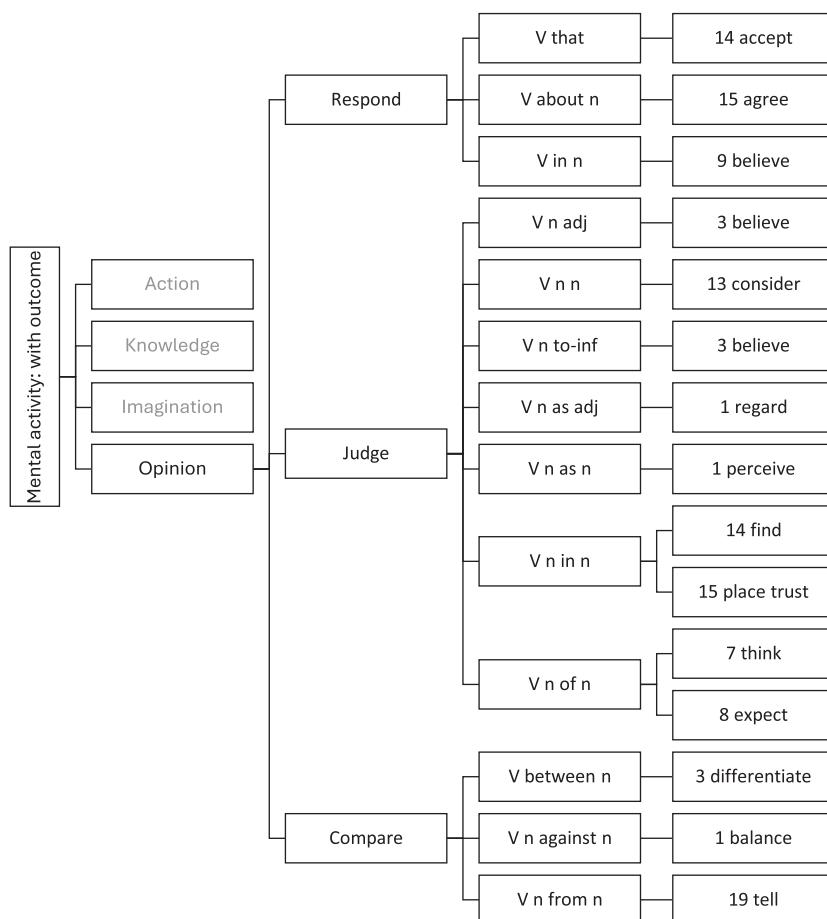 Mental activity: with outcome
Action
Knowledge
Imagination
Opinion
Respond
V that
14 accept
V about n
15 agree
V in n
9 believe
Judge
V n adj
3 believe
V n n
13 consider
V n to-inf
3 believe
V n as adj
1 regard
V n as n
1 perceive
V n in n
14 find
15 place trust
V n of n
7 think
8 expect
Compare
V between n
3 differentiate
V n against n
1 balance
V n from n
19 tell